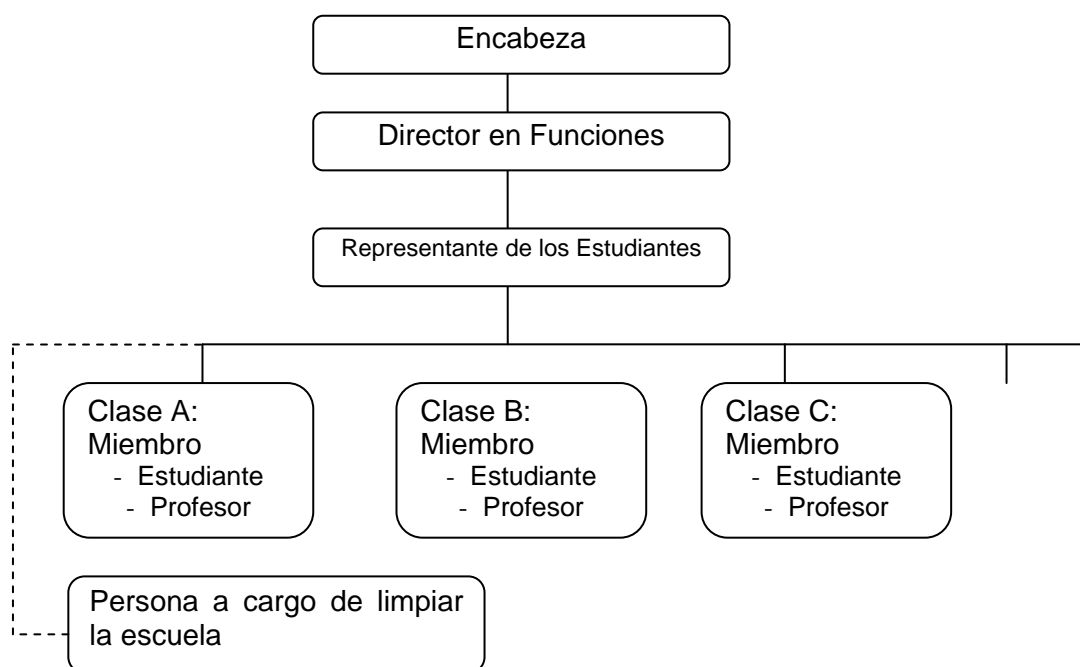 Encabeza
Director en Funciones
Representante de los Estudiantes
Clase A:
Miembro
- Estudiante
- Profesor
Clase B:
Miembro
- Estudiante
- Profesor
Clase C:
Miembro
- Estudiante
- Profesor
Persona a cargo de limpiar
la escuela